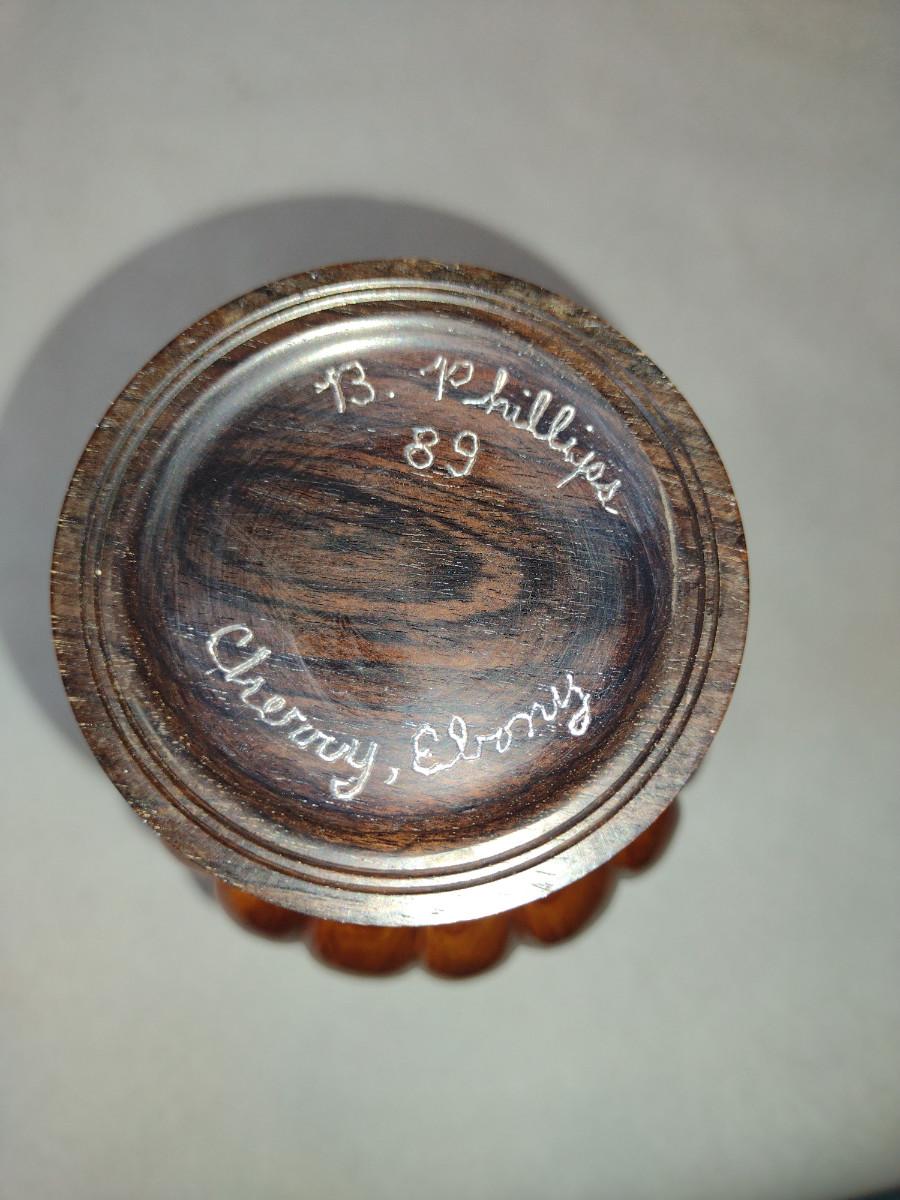 B. Phillips
89
Cherry, Ebony